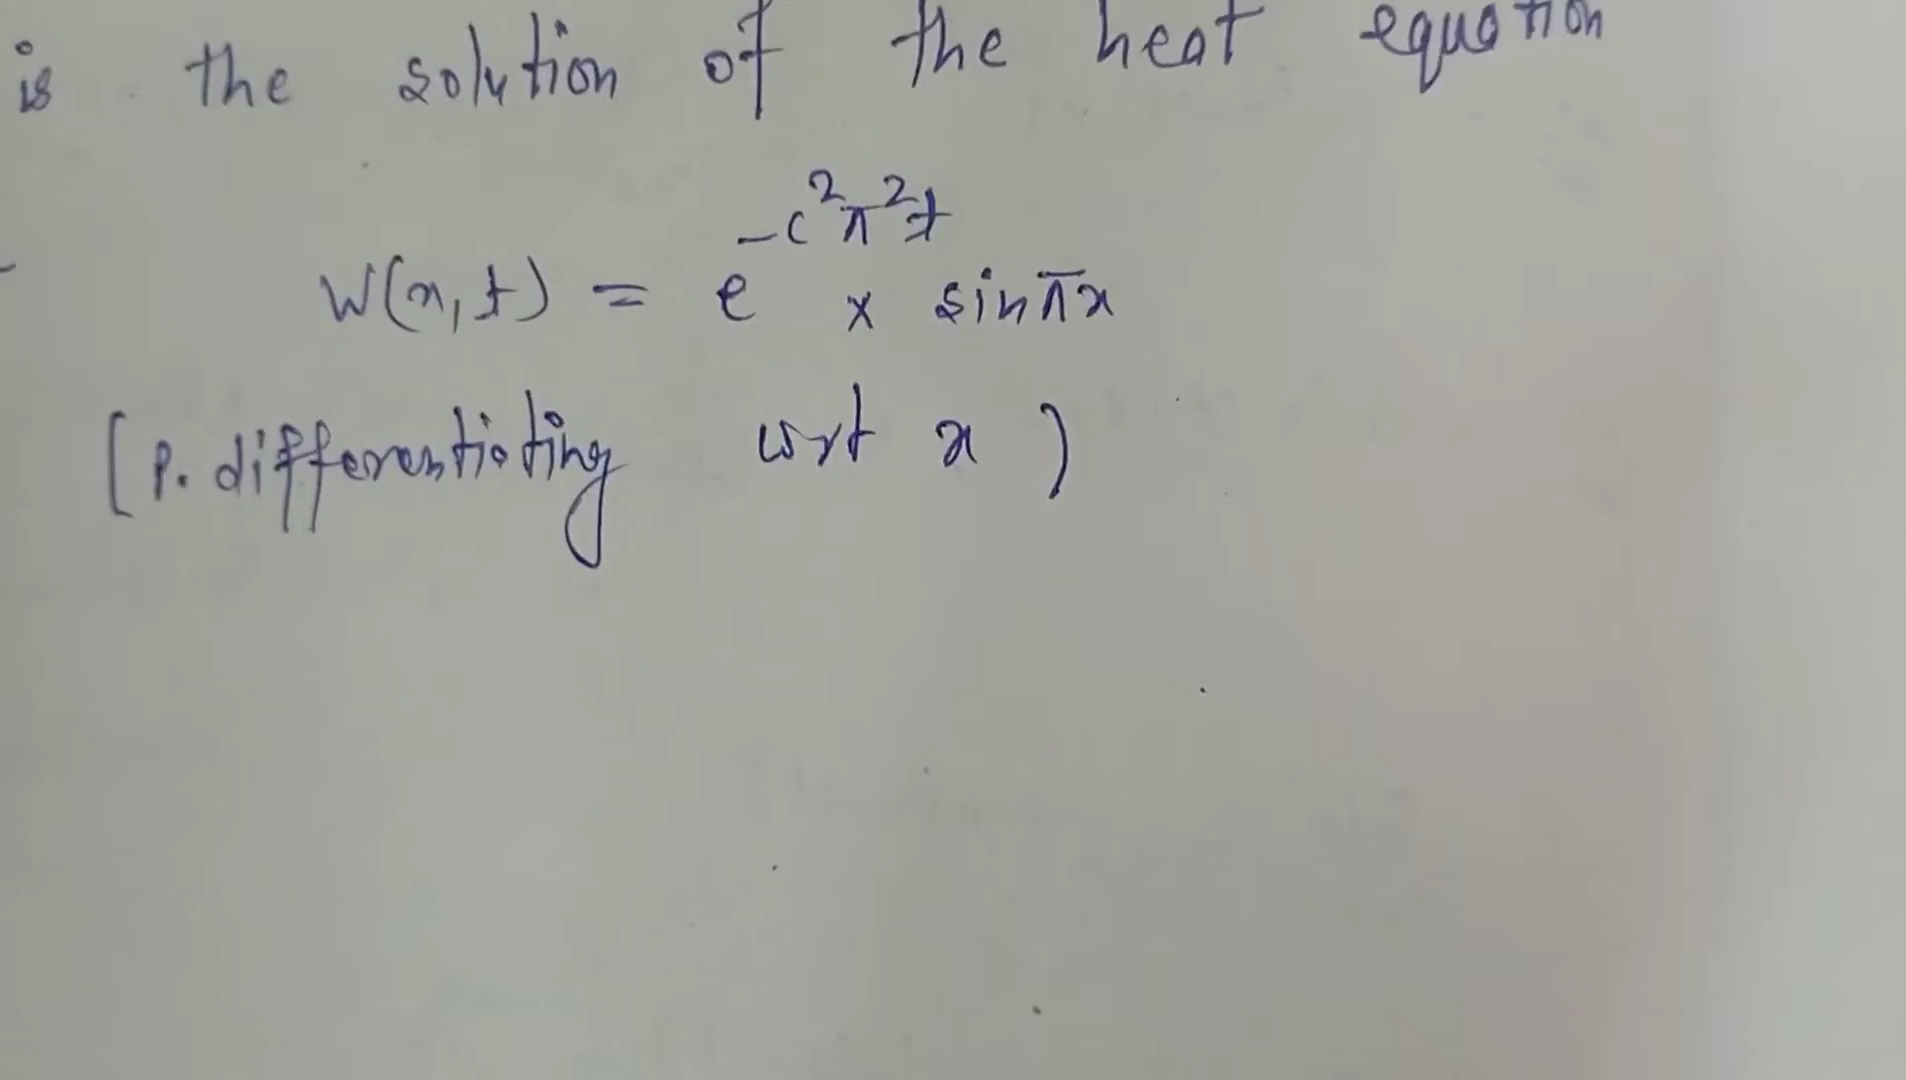 is the solution of the heat equation
W(x,t) = e^{-c^2π^2t} × sinπx
(P. differentiating wrt x)